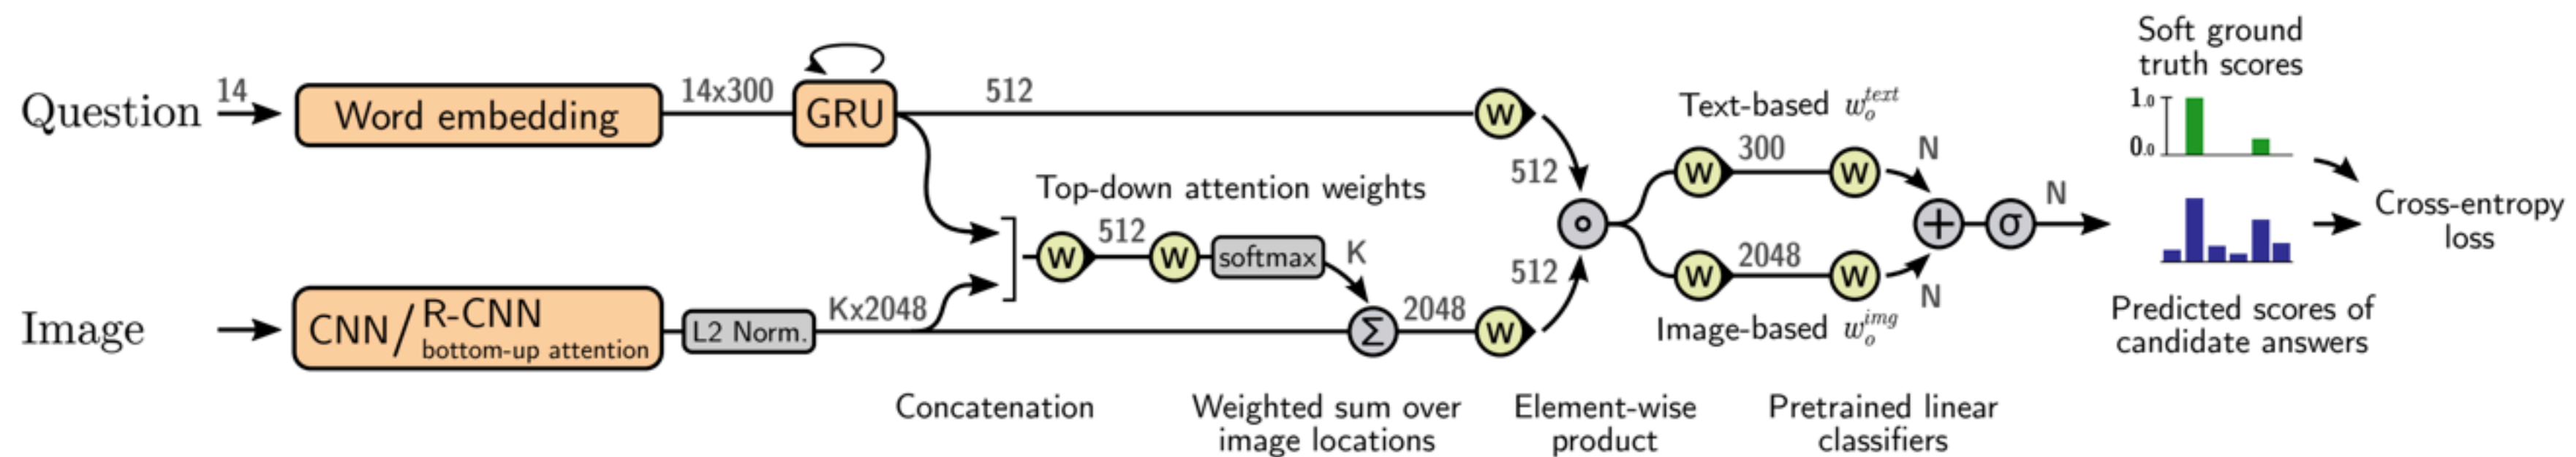 Question
14
Word embedding
14x300
GRU
512
w
Text-based w_o^text
w
300
w
N
512
Soft ground
truth scores
1.0
0.0
Top-down attention weights
w
512
w
softmax
K
+
σ
N
Cross-entropy
loss
Image
CNN/R-CNN
bottom-up attention
L2 Norm.
Kx2048
Σ
2048
w
512
w
2048
w
N
Image-based w_o^img
Predicted scores of
candidate answers
Concatenation
Weighted sum over
image locations
Element-wise
product
Pretrained linear
classifiers